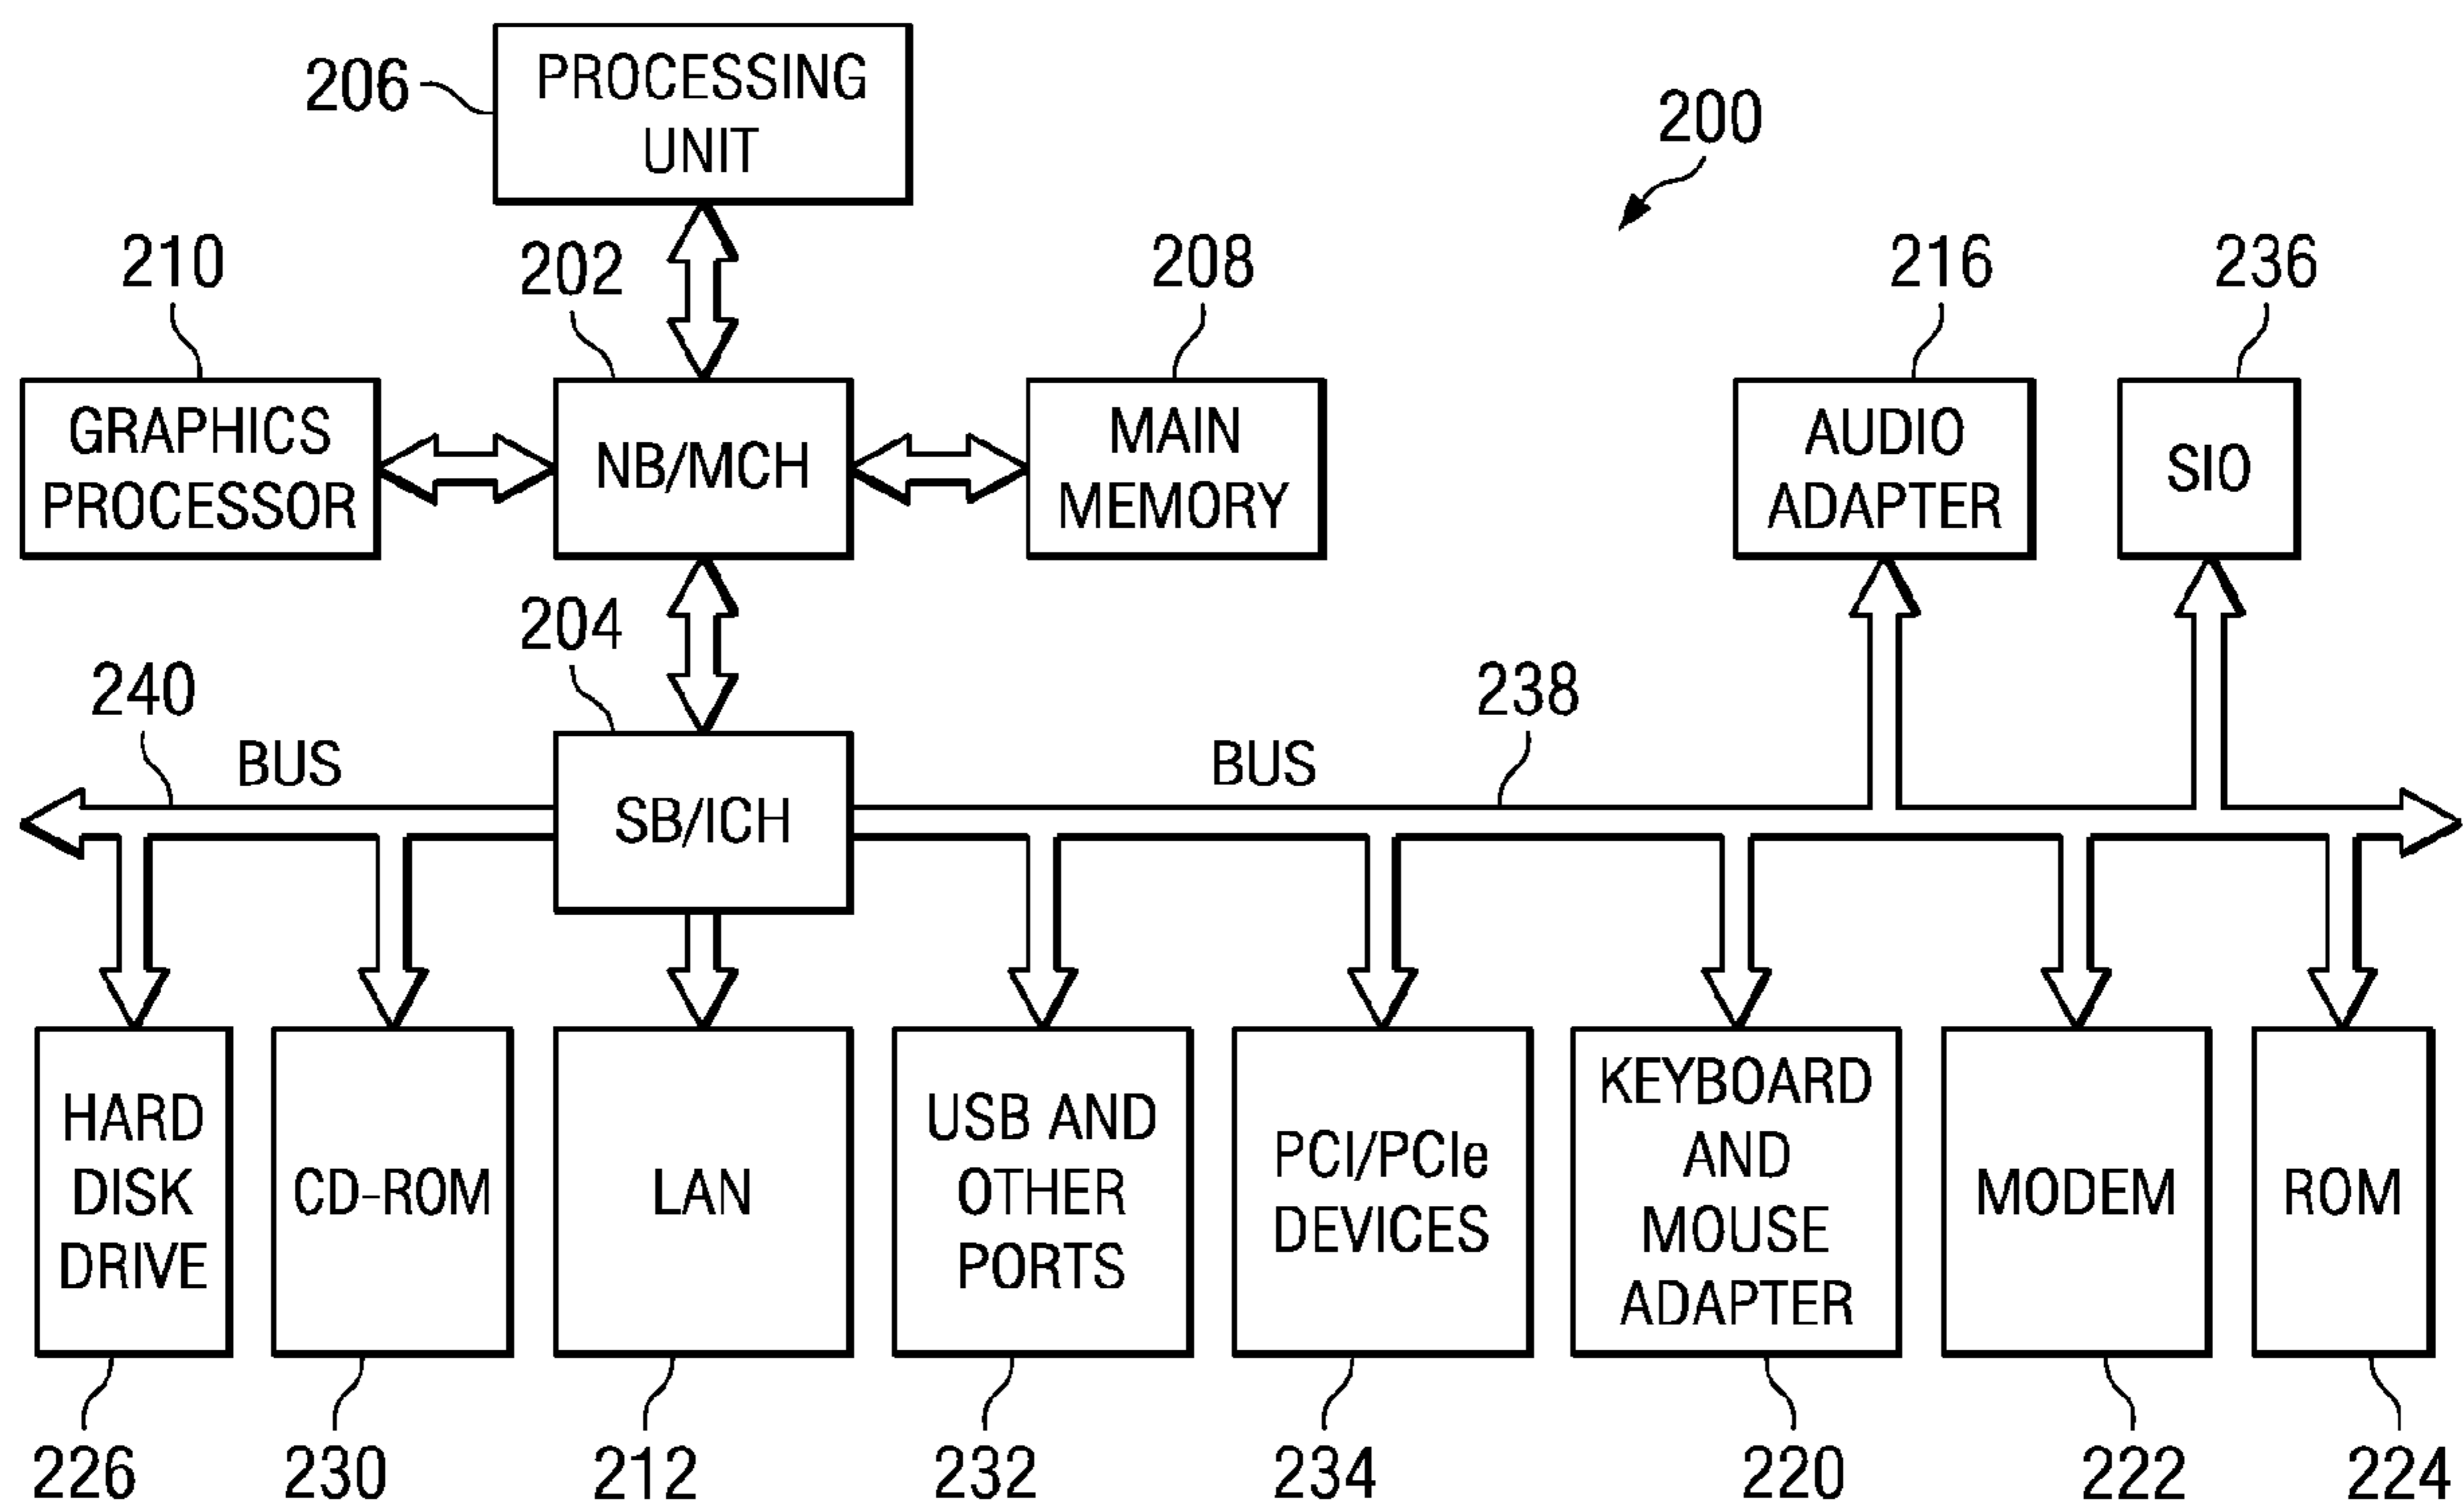 206
PROCESSING
UNIT
200
210
202
208
216
236
GRAPHICS
PROCESSOR
NB/MCH
MAIN
MEMORY
AUDIO
ADAPTER
SIO
204
240
BUS
238
BUS
SB/ICH
HARD
DISK
DRIVE
CD-ROM
LAN
USB AND
OTHER
PORTS
PCI/PCIe
DEVICES
KEYBOARD
AND
MOUSE
ADAPTER
MODEM
ROM
226
230
212
232
234
220
222
224